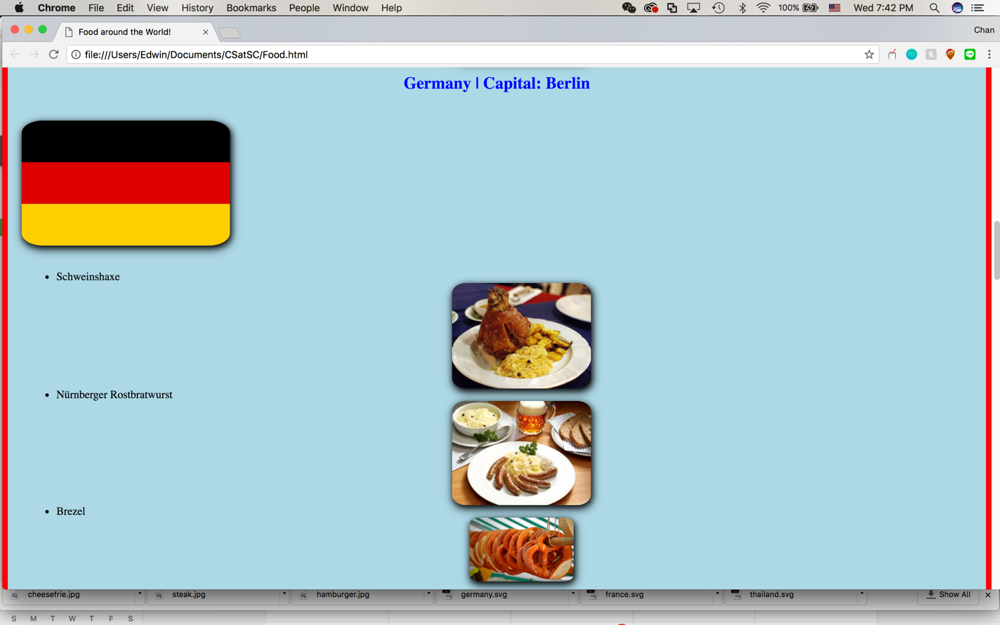 Chrome File Edit View History Bookmarks People Window Help 100% Wed 7:42 PM
Food around the World! Chan
file:///Users/Edwin/Documents/CSatSC/Food.html
Germany | Capital: Berlin
• Schweinshaxe
• Nürnberger Rostbratwurst
• Brezel
cheesefrie.jpg steak.jpg hamburger.jpg germany.svg france.svg thailand.svg Show All
S M T W T F S